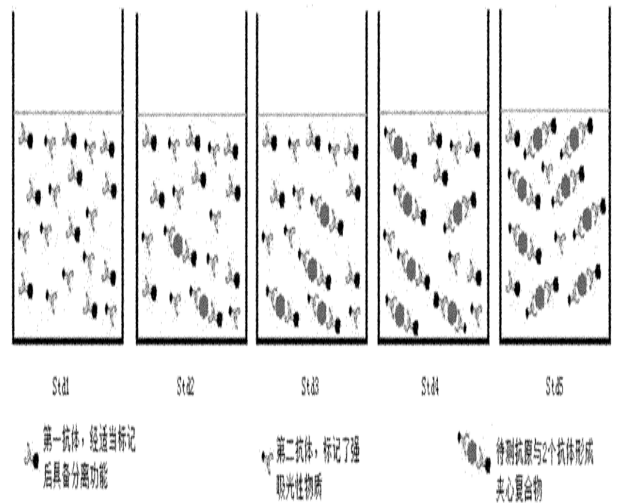 Std1
Std2
Std3
Std4
Std5
第一抗体，经适当标记
后具备分离功能
第二抗体，标记了强
吸光性物质
待测抗原与2个抗体形成
夹心复合物